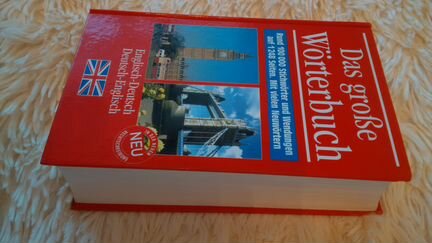 Das große
Wörterbuch
Rund 100 000 Stichwörter und Wendungen
auf 1 248 Seiten. Mit vielen Neuwörtern
Englisch-Deutsch
Deutsch-Englisch
NEU